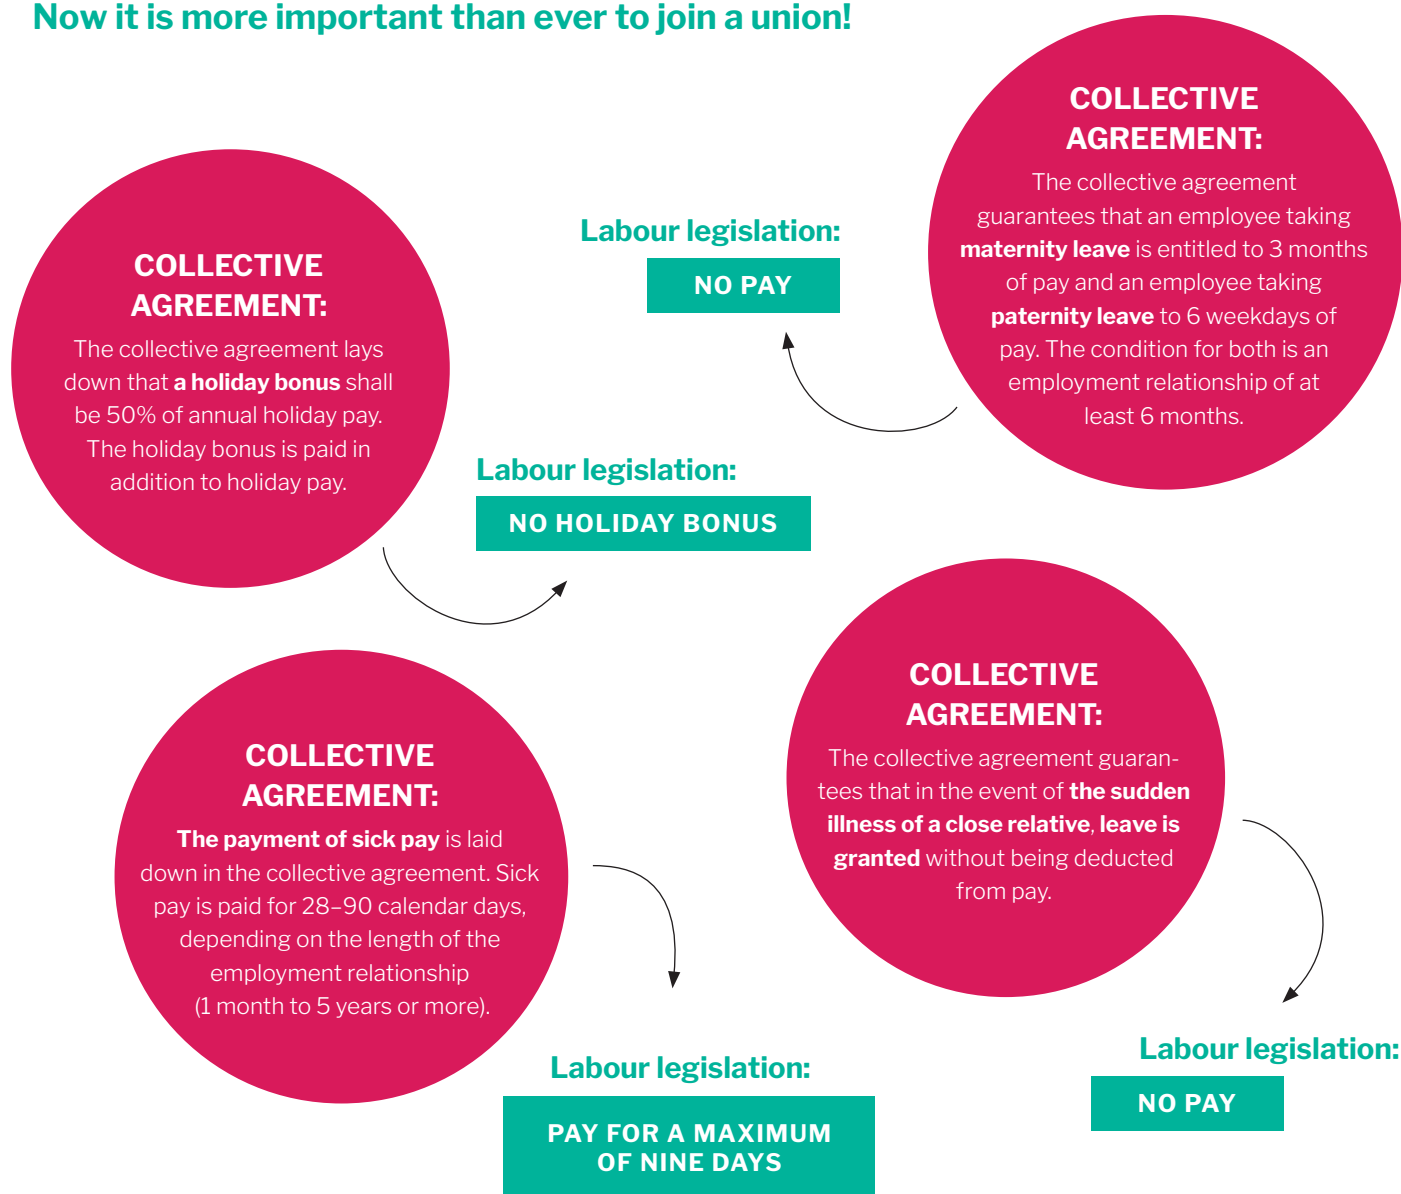 Now it is more important than ever to join a union!
COLLECTIVE
AGREEMENT:
The collective agreement
guarantees that an employee taking
maternity leave is entitled to 3 months
of pay and an employee taking
paternity leave to 6 weekdays of
pay. The condition for both is an
employment relationship of at
least 6 months.
Labour legislation:
NO PAY
COLLECTIVE
AGREEMENT:
The collective agreement lays
down that a holiday bonus shall
be 50% of annual holiday pay.
The holiday bonus is paid in
addition to holiday pay.
Labour legislation:
NO HOLIDAY BONUS
COLLECTIVE
AGREEMENT:
The collective agreement guaran-
tees that in the event of the sudden
illness of a close relative, leave is
granted without being deducted
from pay.
Labour legislation:
NO PAY
COLLECTIVE
AGREEMENT:
The payment of sick pay is laid
down in the collective agreement. Sick
pay is paid for 28–90 calendar days,
depending on the length of the
employment relationship
(1 month to 5 years or more).
Labour legislation:
PAY FOR A MAXIMUM
OF NINE DAYS